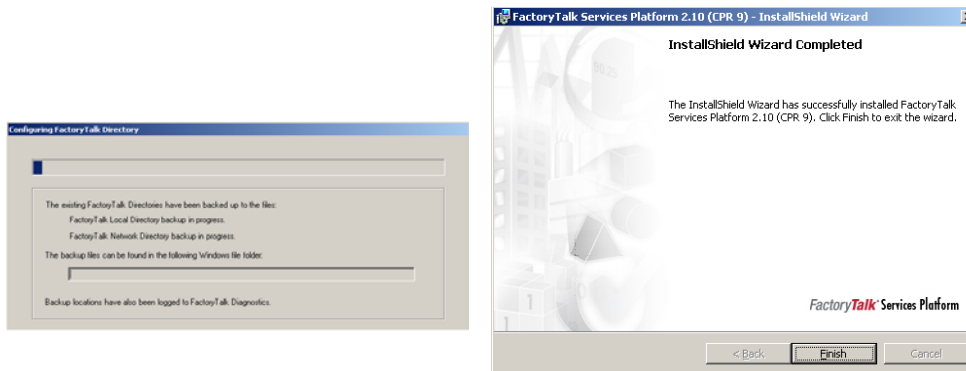 Configuring FactoryTalk Directory
The existing FactoryTalk Directories have been backed up to the files:
FactoryTalk Local Directory backup in progress.
FactoryTalk Network Directory backup in progress.
The backup files can be found in the following Windows file folder:
Backup locations have also been logged to FactoryTalk Diagnostics.
FactoryTalk Services Platform 2.10 (CPR 9) - InstallShield Wizard
InstallShield Wizard Completed
The InstallShield Wizard has successfully installed FactoryTalk
Services Platform 2.10 (CPR 9). Click Finish to exit the wizard.
FactoryTalk Services Platform
< Back
Finish
Cancel